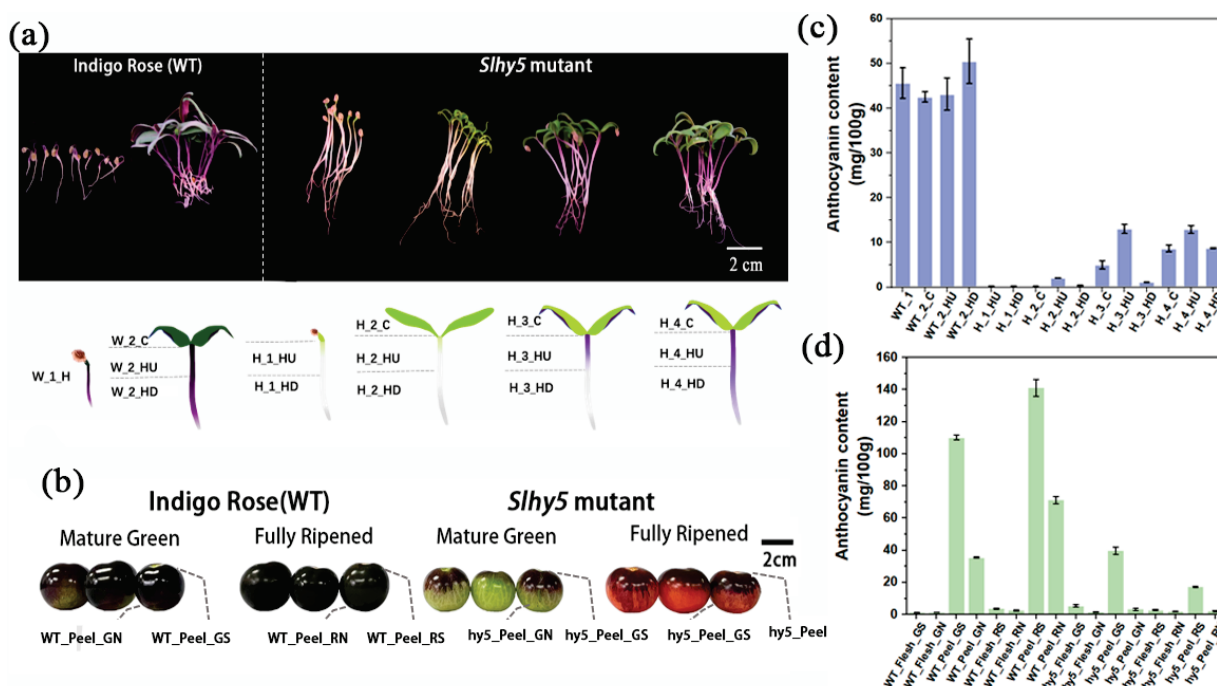 (a)
Indigo Rose (WT)
Slhy5 mutant
2 cm
W_1_H
W_2_C
W_2_HU
W_2_HD
H_1_HU
H_1_HD
H_2_C
H_2_HU
H_2_HD
H_3_C
H_3_HU
H_3_HD
H_4_C
H_4_HU
H_4_HD
(b)
Indigo Rose(WT)
Slhy5 mutant
Mature Green
Fully Ripened
Mature Green
Fully Ripened
2cm
WT_Peel_GN
WT_Peel_GS
WT_Peel_RN
WT_Peel_RS
hy5_Peel_GN
hy5_Peel_GS
hy5_Peel_GS
hy5_Peel
(c)
Anthocyanin content
(mg/100g)
60
50
40
30
20
10
0
WT_1
WT_2_C
WT_2_HU
WT_2_HD
H_1_HU
H_1_HD
H_2_C
H_2_HU
H_2_HD
H_3_C
H_3_HU
H_3_HD
H_4_C
H_4_HU
H_4_HD
(d)
Anthocyanin content
(mg/100g)
160
140
120
100
80
60
40
20
0
WT_Flesh_GS
WT_Flesh_GN
WT_Peel_GS
WT_Peel_GN
WT_Flesh_RS
WT_Flesh_RN
WT_Peel_RS
WT_Peel_RN
hy5_Flesh_GS
hy5_Flesh_GN
hy5_Peel_GS
hy5_Peel_GN
hy5_Flesh_RS
hy5_Flesh_RN
hy5_Peel_RS